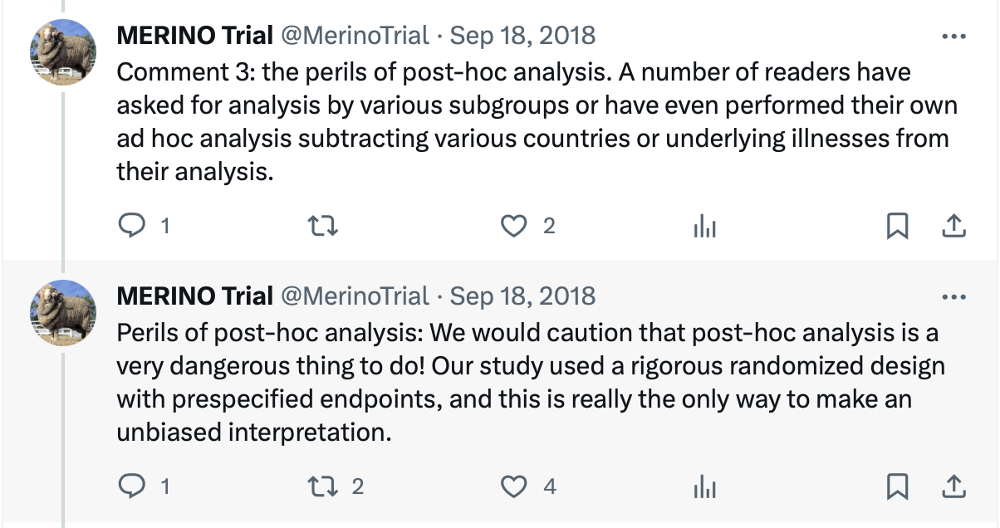 MERINO Trial @MerinoTrial · Sep 18, 2018
Comment 3: the perils of post-hoc analysis. A number of readers have
asked for analysis by various subgroups or have even performed their own
ad hoc analysis subtracting various countries or underlying illnesses from
their analysis.
1 2
MERINO Trial @MerinoTrial · Sep 18, 2018
Perils of post-hoc analysis: We would caution that post-hoc analysis is a
very dangerous thing to do! Our study used a rigorous randomized design
with prespecified endpoints, and this is really the only way to make an
unbiased interpretation.
1 2 4